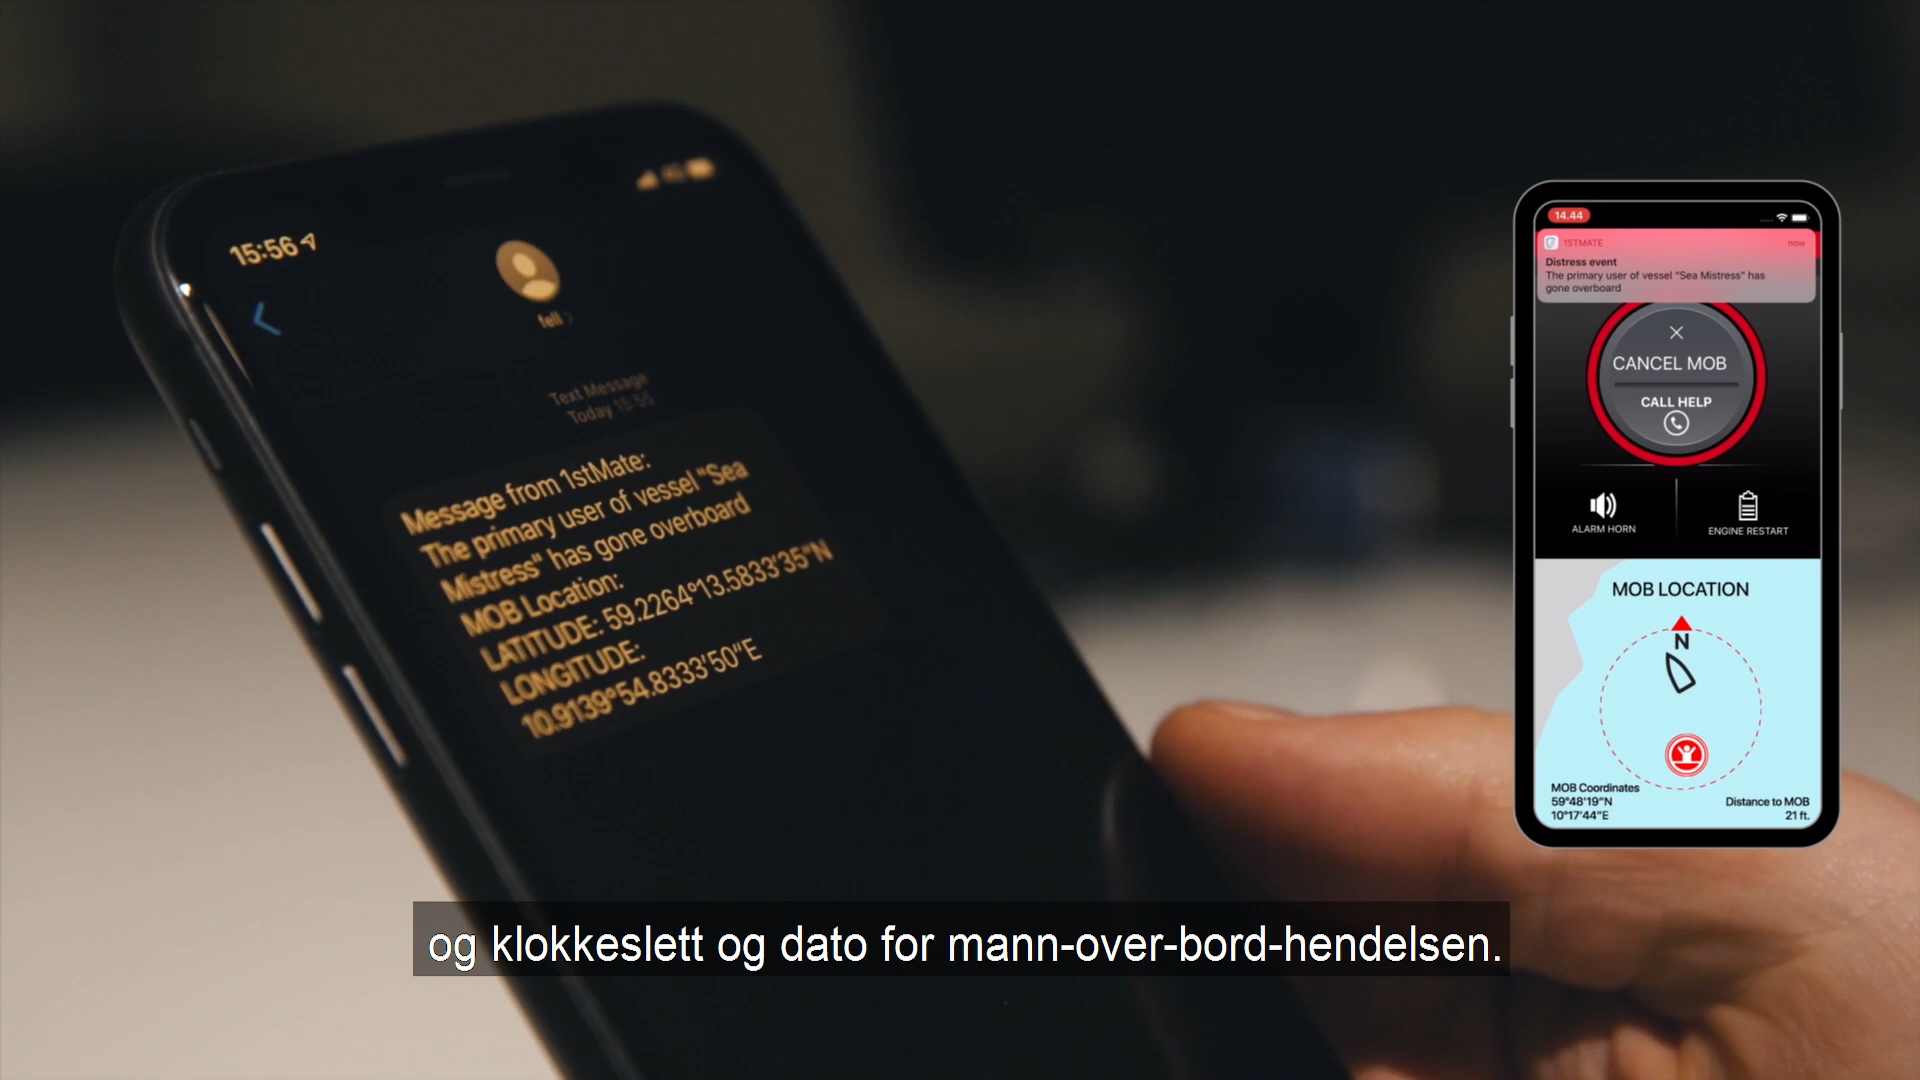 15:56
fell
Text Message
Today 15:55
Message from 1stMate:
The primary user of vessel "Sea
Mistress" has gone overboard
MOB Location:
LATITUDE: 59.2264°13.5833'35"N
LONGITUDE:
10.9139°54.8333'50"E
14.44
1STMATE
now
Distress event
The primary user of vessel "Sea Mistress" has
gone overboard
CANCEL MOB
CALL HELP
ALARM HORN
ENGINE RESTART
MOB LOCATION
N
MOB Coordinates
59°48'19"N
10°17'44"E
Distance to MOB
21 ft.
og klokkeslett og dato for mann-over-bord-hendelsen.